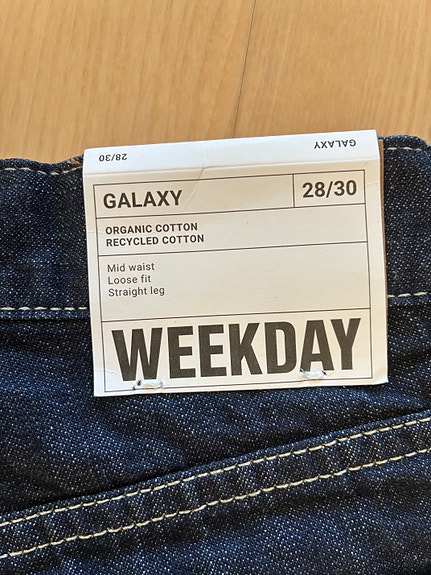 28/30 GALAXY
GALAXY 28/30
ORGANIC COTTON
RECYCLED COTTON
Mid waist
Loose fit
Straight leg
WEEKDAY